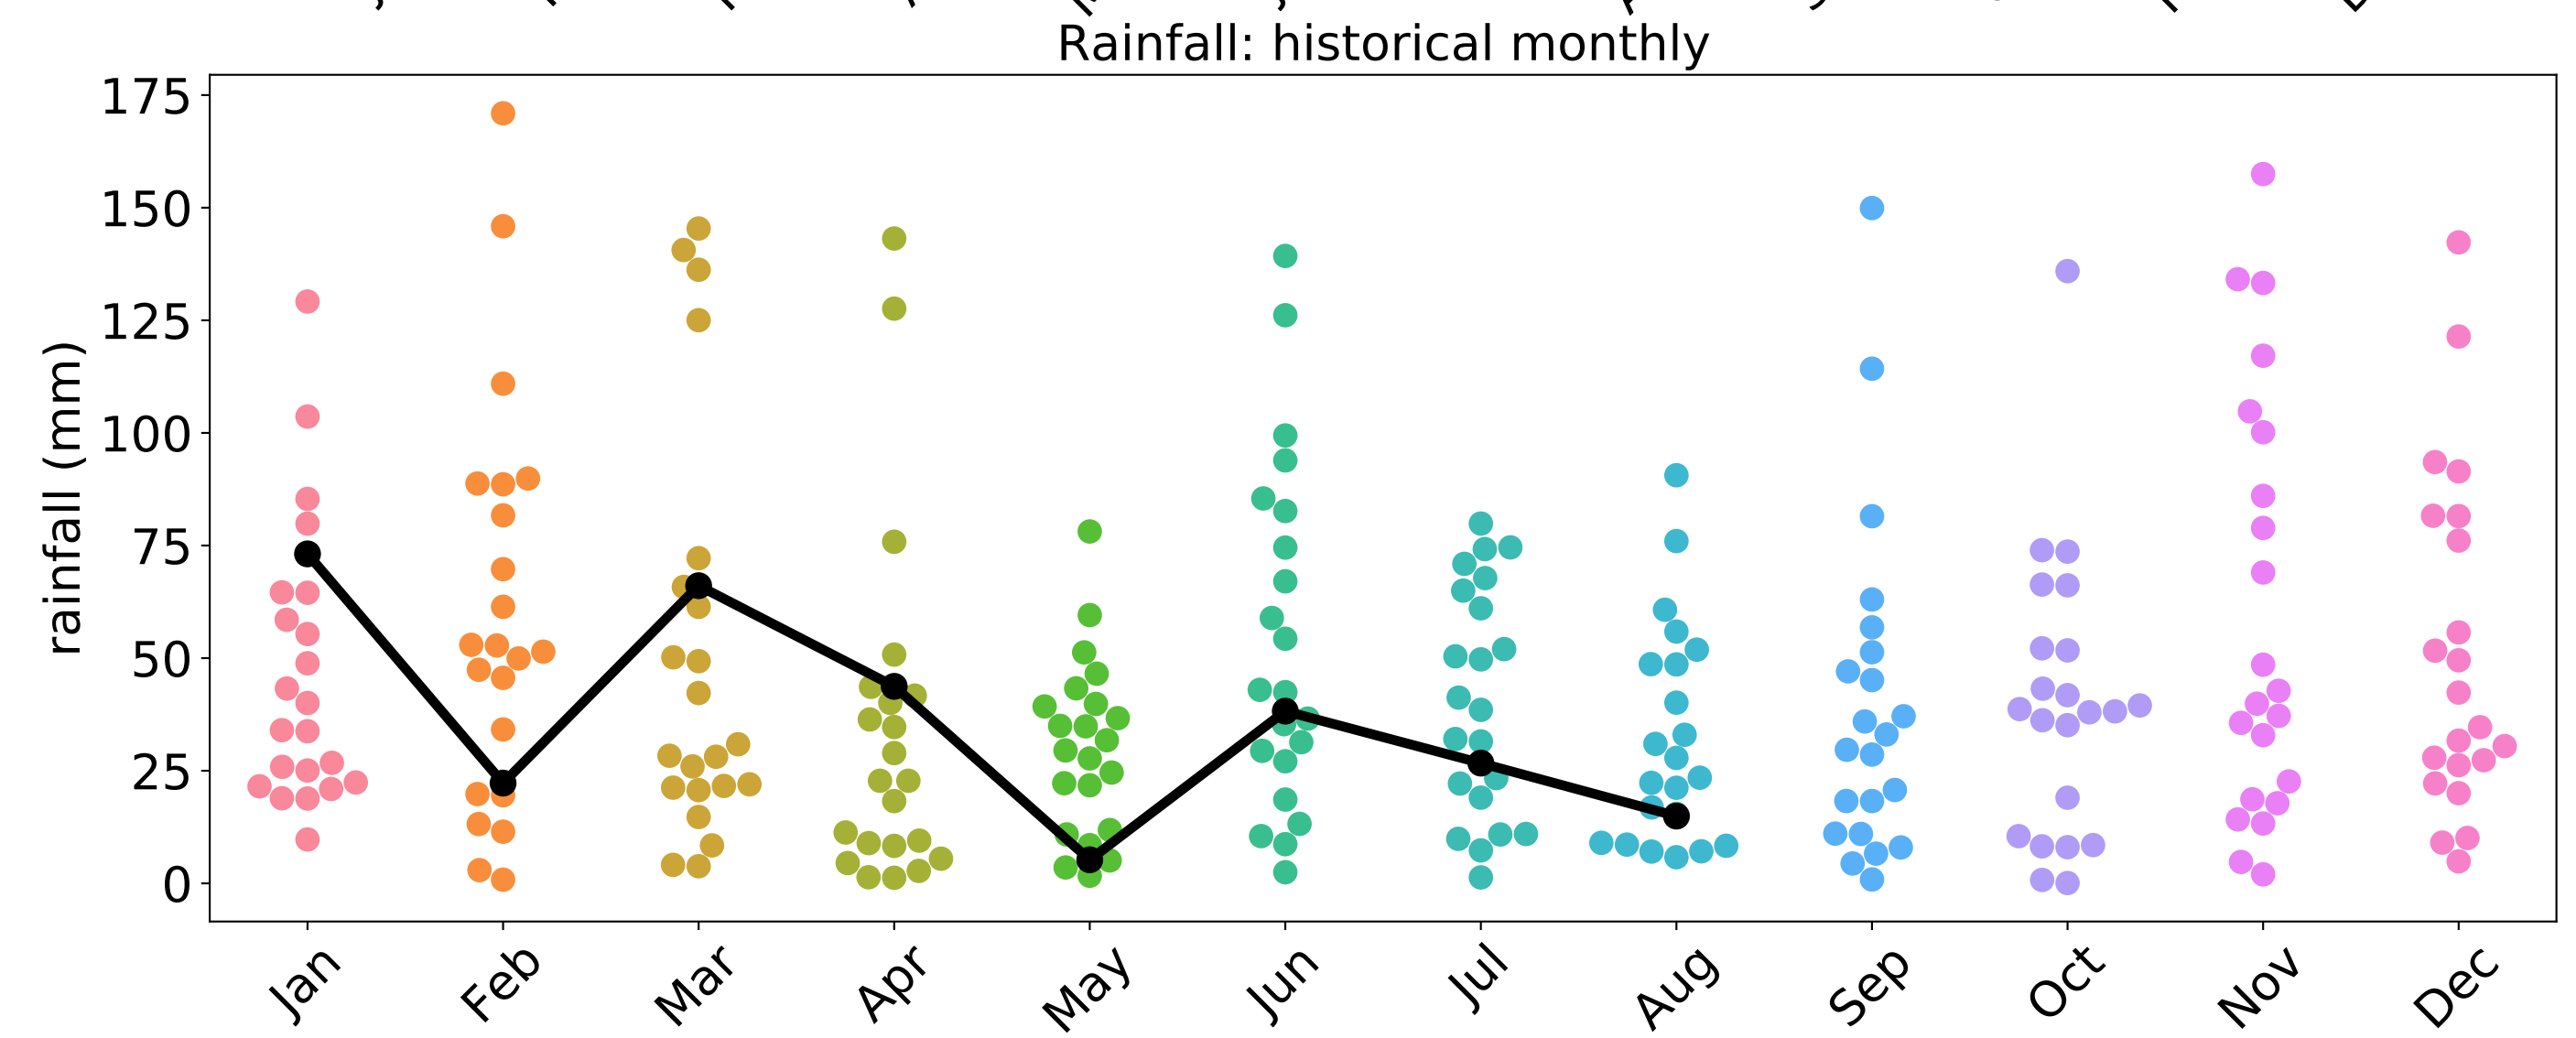 Rainfall: historical monthly
rainfall (mm)
175
150
125
100
75
50
25
0
Jan
Feb
Mar
Apr
May
Jun
Jul
Aug
Sep
Oct
Nov
Dec